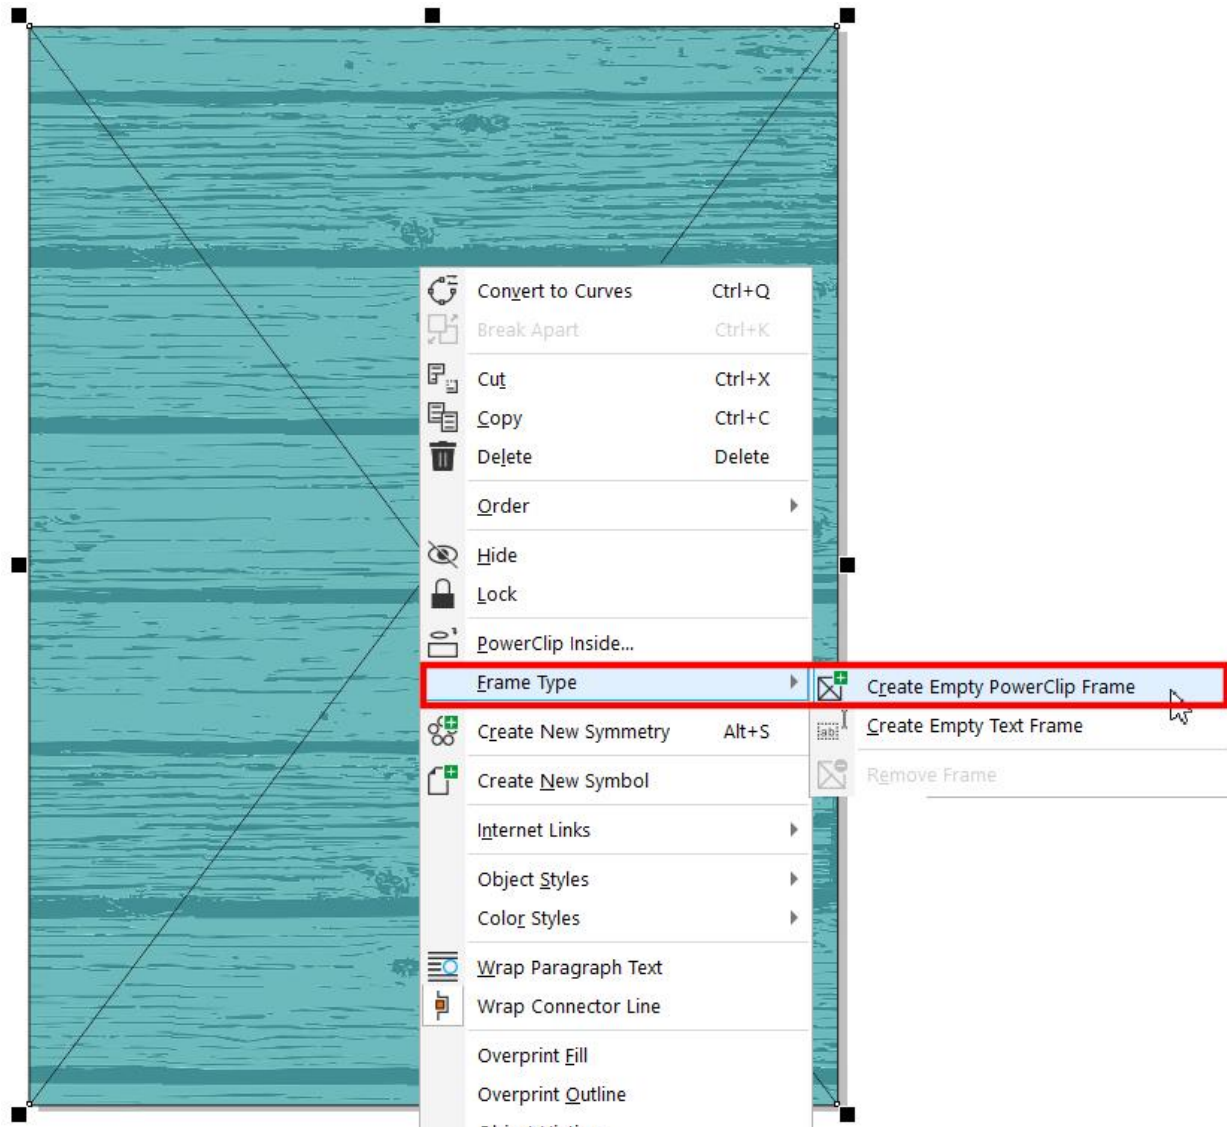 Convert to Curves Ctrl+Q
Break Apart Ctrl+K
Cut Ctrl+X
Copy Ctrl+C
Delete Delete
Order
Hide
Lock
PowerClip Inside...
Frame Type
Create Empty PowerClip Frame
Create Empty Text Frame
Remove Frame
Create New Symmetry Alt+S
Create New Symbol
Internet Links
Object Styles
Color Styles
Wrap Paragraph Text
Wrap Connector Line
Overprint Fill
Overprint Outline